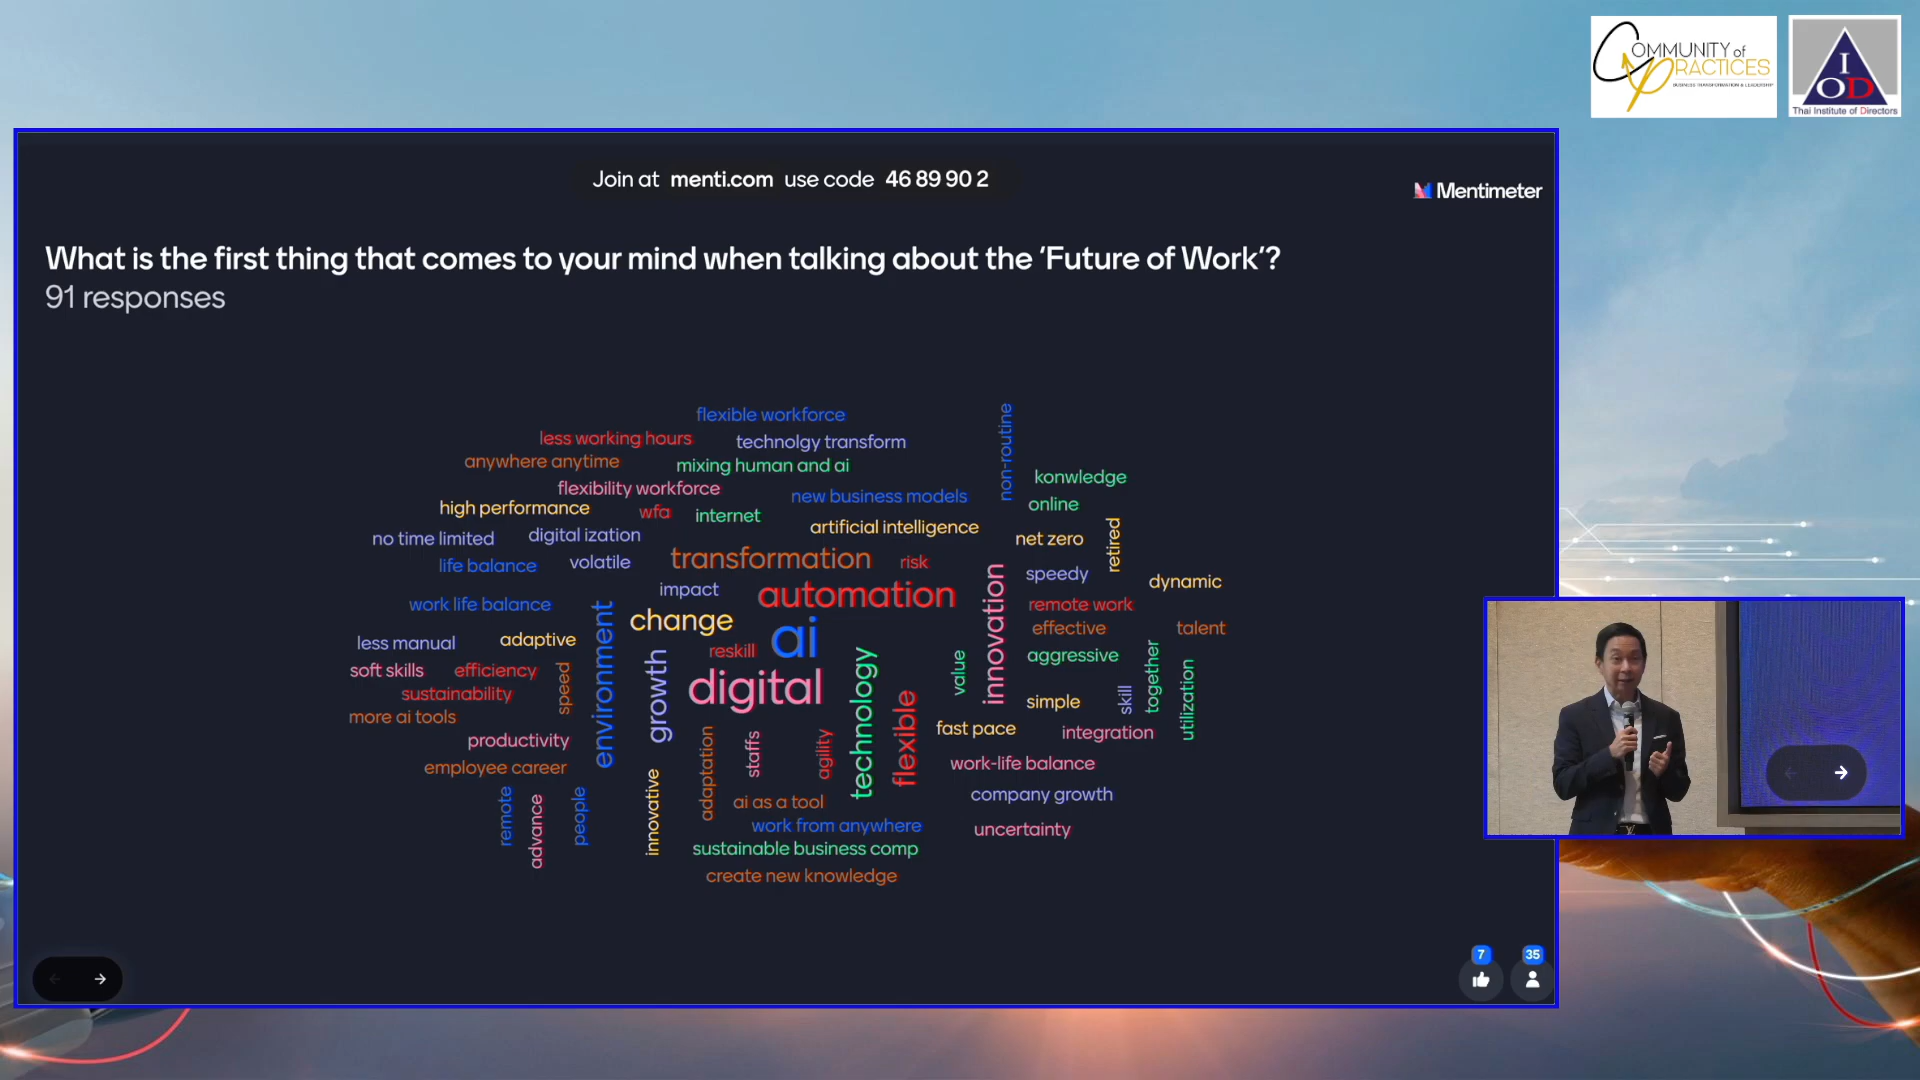 COMMUNITY of
PRACTICES
BUSINESS TRANSFORMATION & LEADERSHIP
IOD
Thai Institute of Directors
Join at menti.com use code 46 89 90 2
Mentimeter
What is the first thing that comes to your mind when talking about the ‘Future of Work’?
91 responses
flexible workforce
less working hours
technolgy transform
non-routine
anywhere anytime
mixing human and ai
konwledge
flexibility workforce
new business models
online
high performance
wfa
internet
artificial intelligence
no time limited
digital ization
net zero
retired
life balance
volatile
transformation
risk
speedy
dynamic
impact
automation
innovation
work life balance
environment
change
remote work
effective
talent
less manual
adaptive
reskill
ai
aggressive
soft skills
efficiency
speed
growth
digital
technology
value
together
utilization
sustainability
flexible
simple
skill
more ai tools
fast pace
integration
productivity
adaptation
staffs
agility
work-life balance
employee career
company growth
remote
advance
people
innovative
ai as a tool
work from anywhere
uncertainty
sustainable business comp
create new knowledge
7
35